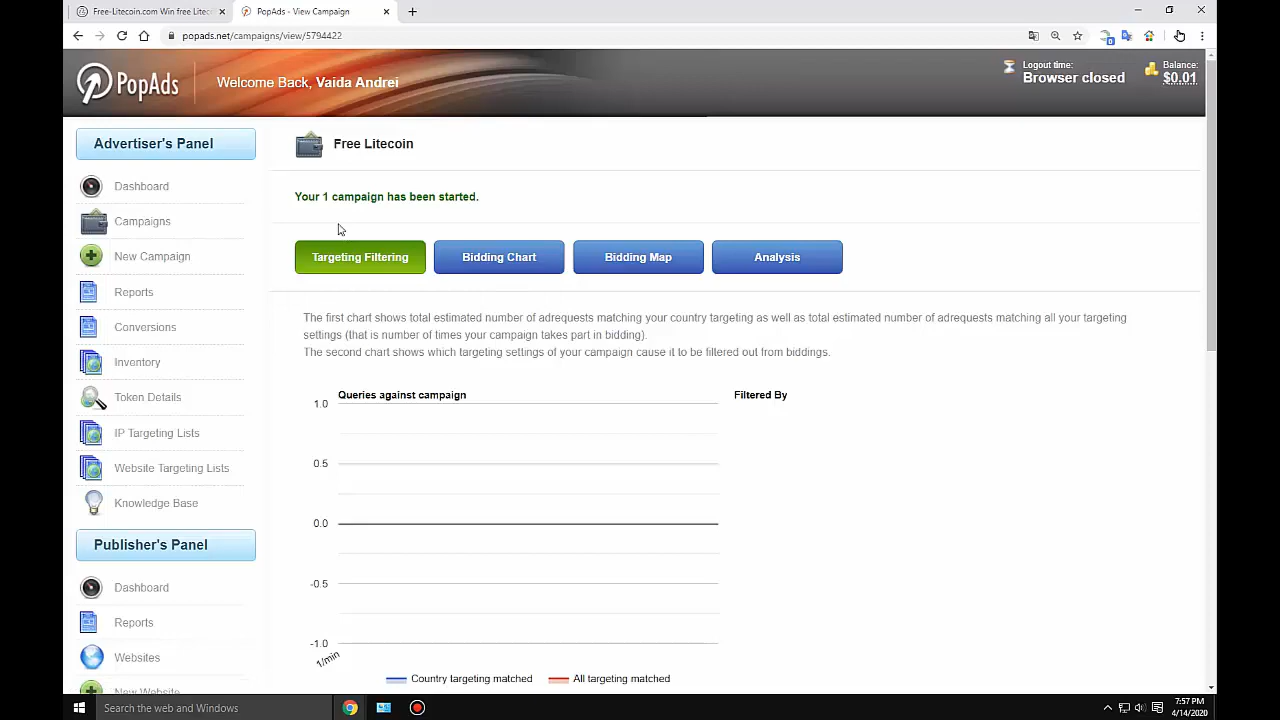 Free-Litecoin.com Win free Litec
PopAds - View Campaign
popads.net/campaigns/view/5794422
PopAds
Welcome Back, Vaida Andrei
Logout time:
Browser closed
Balance:
$0.01
Advertiser's Panel
Dashboard
Campaigns
New Campaign
Reports
Conversions
Inventory
Token Details
IP Targeting Lists
Website Targeting Lists
Knowledge Base
Publisher's Panel
Dashboard
Reports
Websites
New Website
Free Litecoin
Your 1 campaign has been started.
Targeting Filtering
Bidding Chart
Bidding Map
Analysis
The first chart shows total estimated number of adrequests matching your country targeting as well as total estimated number of adrequests matching all your targeting
settings (that is number of times your campaign takes part in bidding).
The second chart shows which targeting settings of your campaign cause it to be filtered out from biddings.
Queries against campaign
Filtered By
1.0
0.5
0.0
-0.5
-1.0
1/min
Country targeting matched
All targeting matched
Search the web and Windows
7:57 PM
4/14/2020